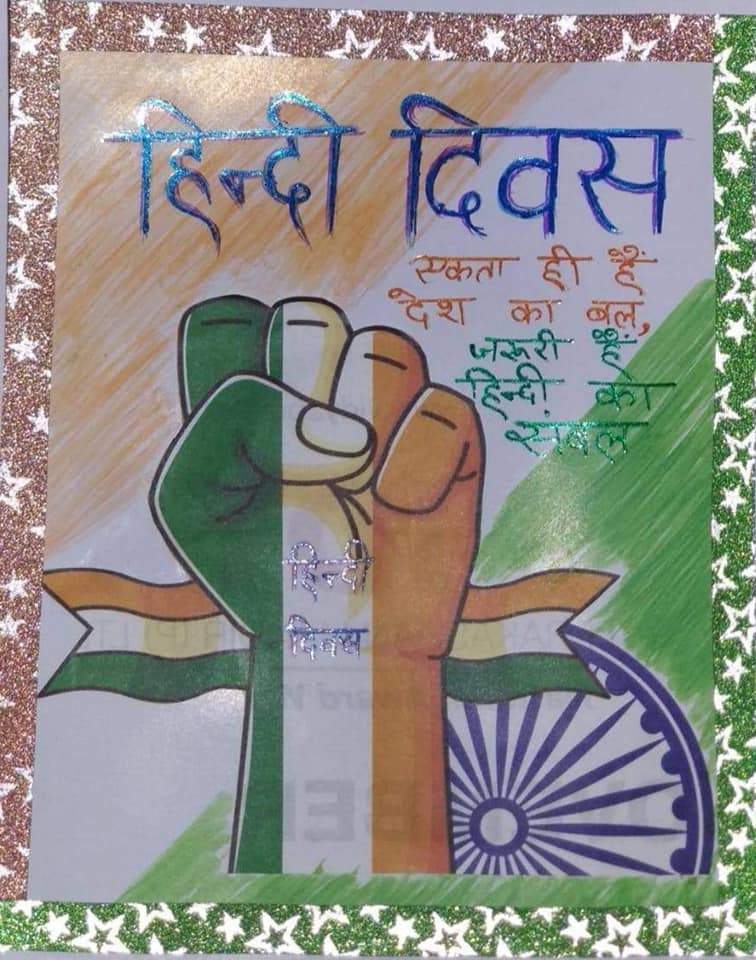 हिन्दी दिवस
एकता ही हैं
देश का बल,
जरूरी हैं
हिन्दी का
संबल
हिन्दी
दिवस